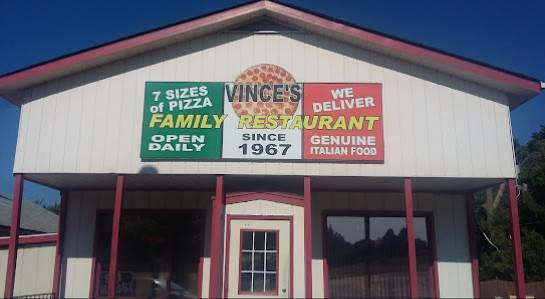 7 SIZES
of PIZZA
VINCE'S
WE
DELIVER
FAMILY RESTAURANT
OPEN
DAILY
SINCE
1967
GENUINE
ITALIAN FOOD